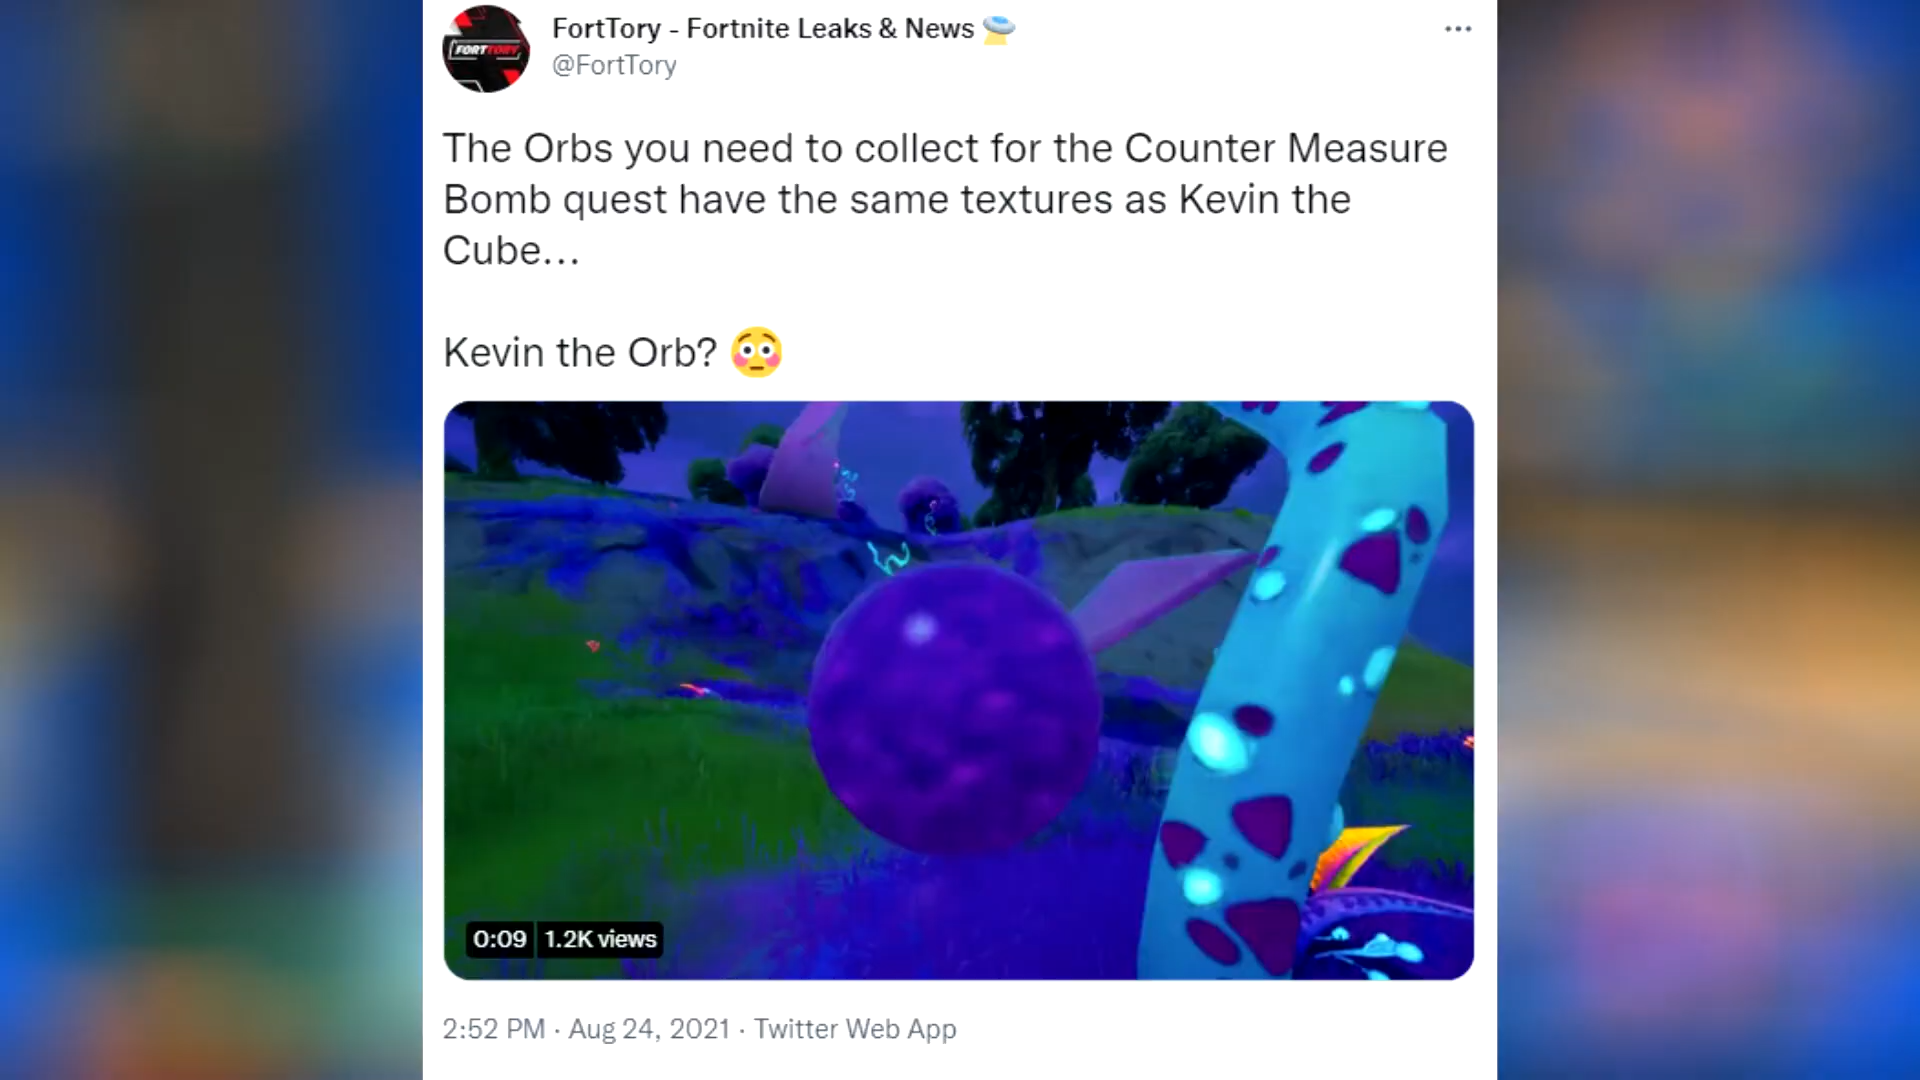 FortTory - Fortnite Leaks & News 🛸
@FortTory
FORTTORY
The Orbs you need to collect for the Counter Measure
Bomb quest have the same textures as Kevin the
Cube...
Kevin the Orb? 😳
0:09 1.2K views
2:52 PM · Aug 24, 2021 · Twitter Web App